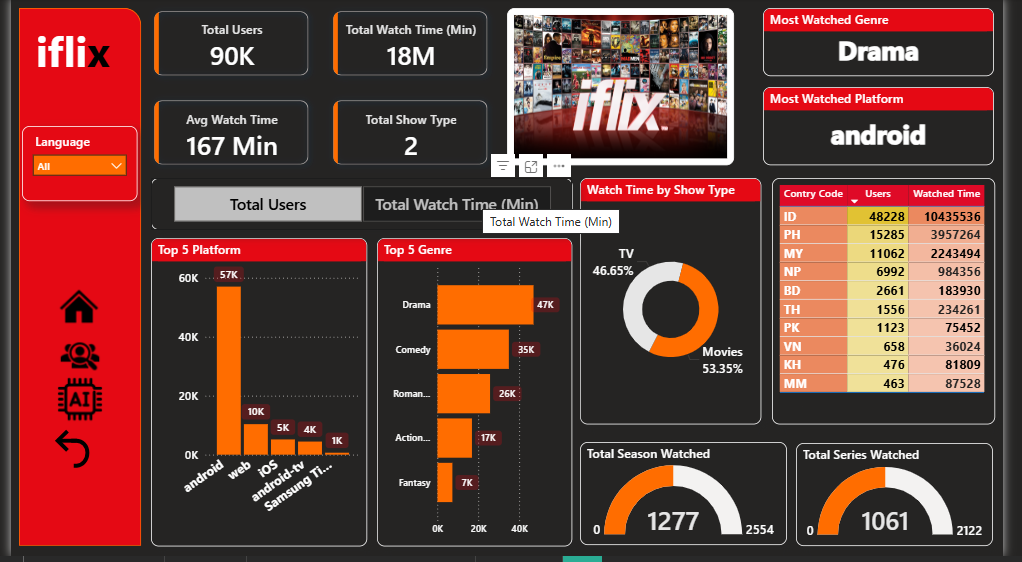 iflix
Language
All
Total Users
90K
Total Watch Time (Min)
18M
Avg Watch Time
167 Min
Total Show Type
2
iflix
Most Watched Genre
Drama
Most Watched Platform
android
Total Users
Total Watch Time (Min)
Total Watch Time (Min)
Top 5 Platform
60K
40K
20K
0K
57K
10K
5K
4K
1K
android
web
iOS
android-tv
Samsung Ti...
Top 5 Genre
Drama
47K
Comedy
35K
Roman...
26K
Action...
17K
Fantasy
7K
0K 20K 40K
Watch Time by Show Type
TV
46.65%
Movies
53.35%
Contry Code Users Watched Time
ID 48228 10435536
PH 15285 3957264
MY 11062 2243494
NP 6992 984356
BD 2661 183930
TH 1556 234261
PK 1123 75452
VN 658 36024
KH 476 81809
MM 463 87528
Total Season Watched
1277
0 2554
Total Series Watched
1061
0 2122
AI